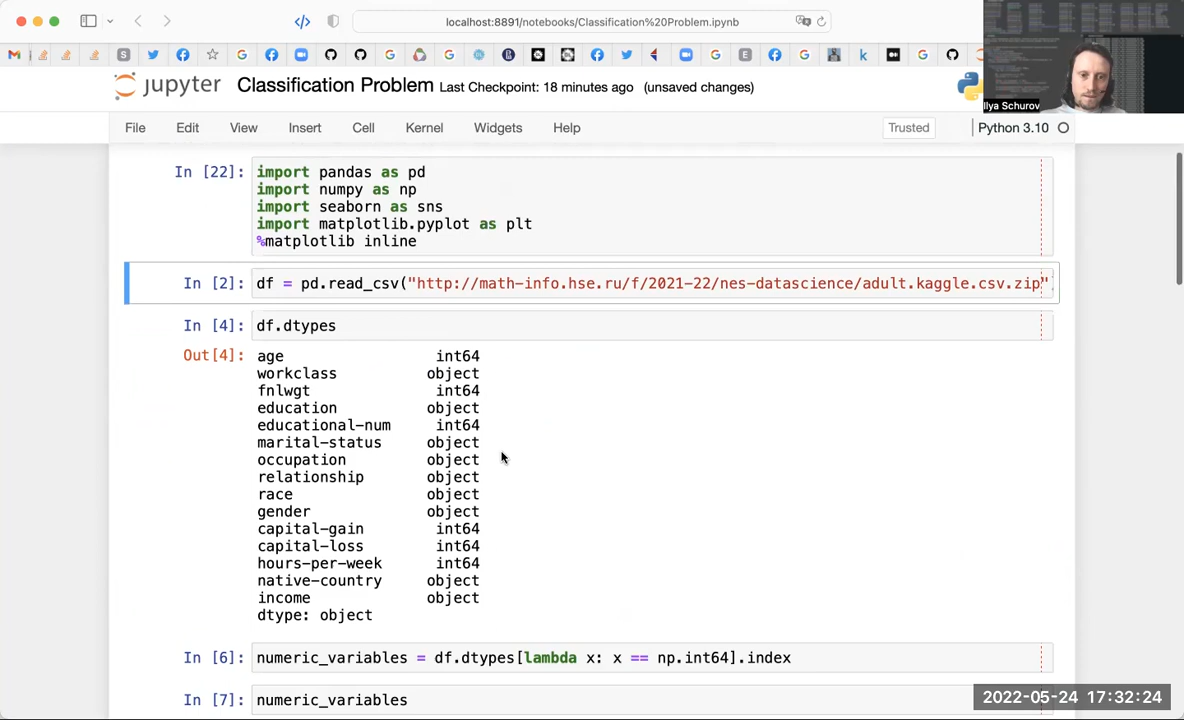 localhost:8891/notebooks/Classification%20Problem.ipynb
jupyter Classification Problem Last Checkpoint: 18 minutes ago (unsaved changes)
Ilya Schurov
File Edit View Insert Cell Kernel Widgets Help Trusted Python 3.10
In [22]: import pandas as pd
import numpy as np
import seaborn as sns
import matplotlib.pyplot as plt
%matplotlib inline
In [2]: df = pd.read_csv("http://math-info.hse.ru/f/2021-22/nes-datascience/adult.kaggle.csv.zip"
In [4]: df.dtypes
Out[4]: age int64
workclass object
fnlwgt int64
education object
educational-num int64
marital-status object
occupation object
relationship object
race object
gender object
capital-gain int64
capital-loss int64
hours-per-week int64
native-country object
income object
dtype: object
In [6]: numeric_variables = df.dtypes[lambda x: x == np.int64].index
In [7]: numeric_variables
2022-05-24 17:32:24